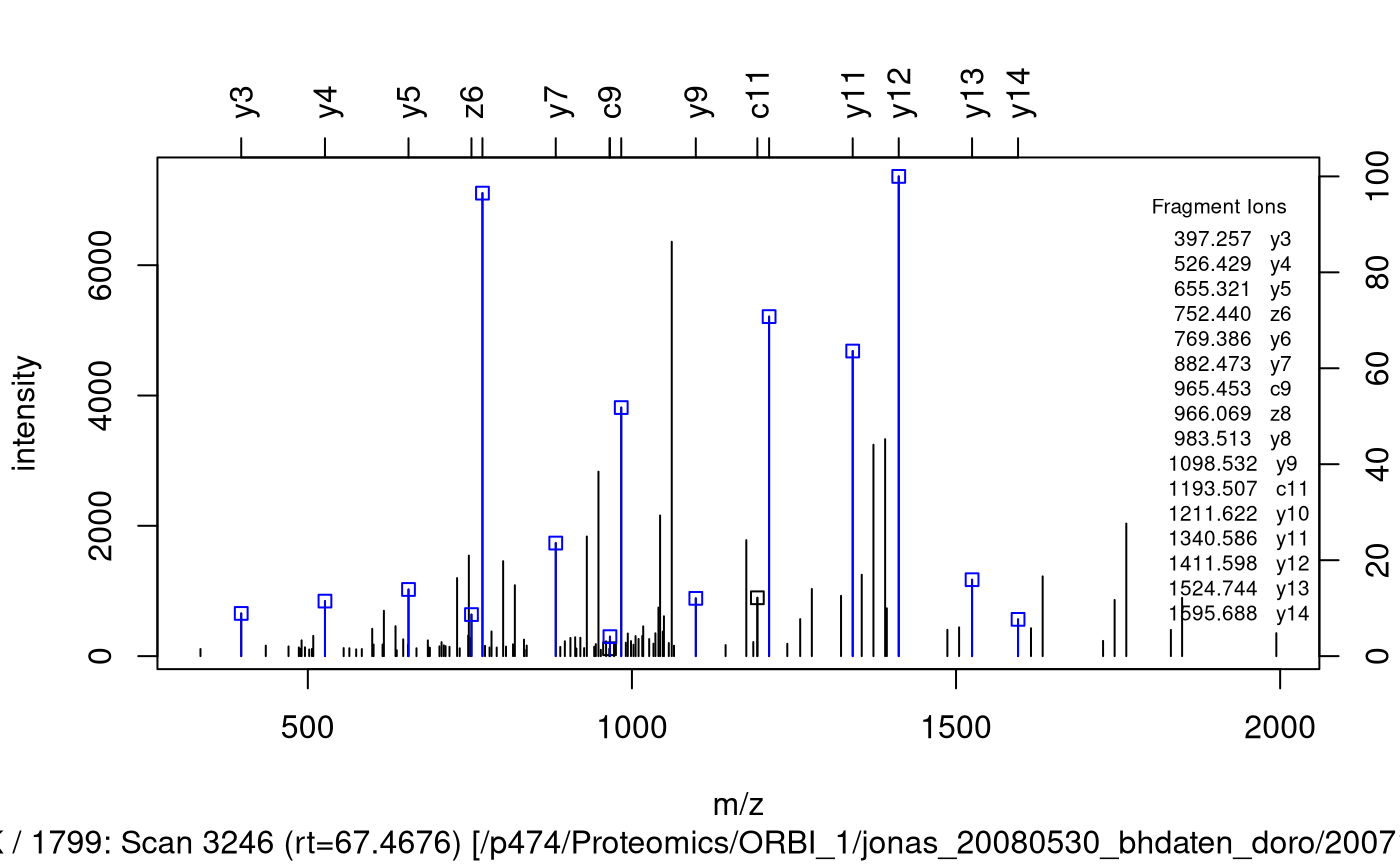 y3 y4 y5 z6 y7 c9 y9 c11 y11 y12 y13 y14
Fragment Ions
397.257 y3
526.429 y4
655.321 y5
752.440 z6
769.386 y6
882.473 y7
965.453 c9
966.069 z8
983.513 y8
1098.532 y9
1193.507 c11
1211.622 y10
1340.586 y11
1411.598 y12
1524.744 y13
1595.688 y14
intensity
6000
4000
2000
0
100
80
60
40
20
0
500 1000 1500 2000
m/z
/ 1799: Scan 3246 (rt=67.4676) [/p474/Proteomics/ORBI_1/jonas_20080530_bhdaten_doro/2007